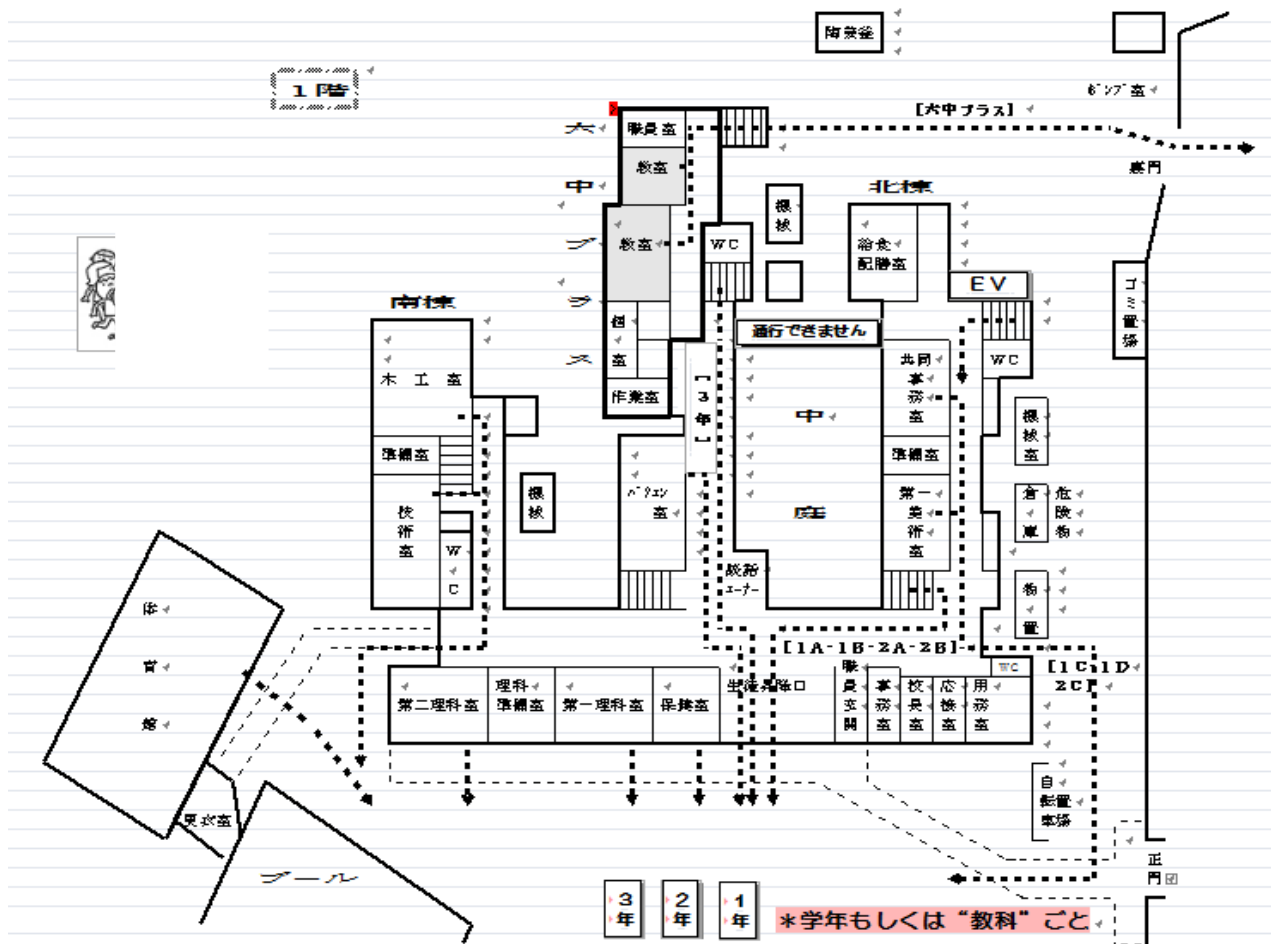 陶芸窯
1階
ポンプ室
[六中プラス]
六中プラス
職員室
教室
裏門
北棟
機械
教室
WC
給食
配膳室
EV
ゴミ置場
南棟
個室
通行できません
木工室
共同事務室
WC
作業室
[3年]
中庭
機械室
準備室
準備室
機械
パソコン室
第一美術室
倉庫
危険物
技術室
WC
談話コーナー
物置
体育館
[1A-1B-2A-2B]
WC
[1C-1D
2C]
第二理科室
理科
準備室
第一理科室
保健室
生徒昇降口
職員玄関
事務室
校長室
応接室
用務室
自転車置場
更衣室
プール
正門
3年
2年
1年
*学年もしくは“教科”ごと